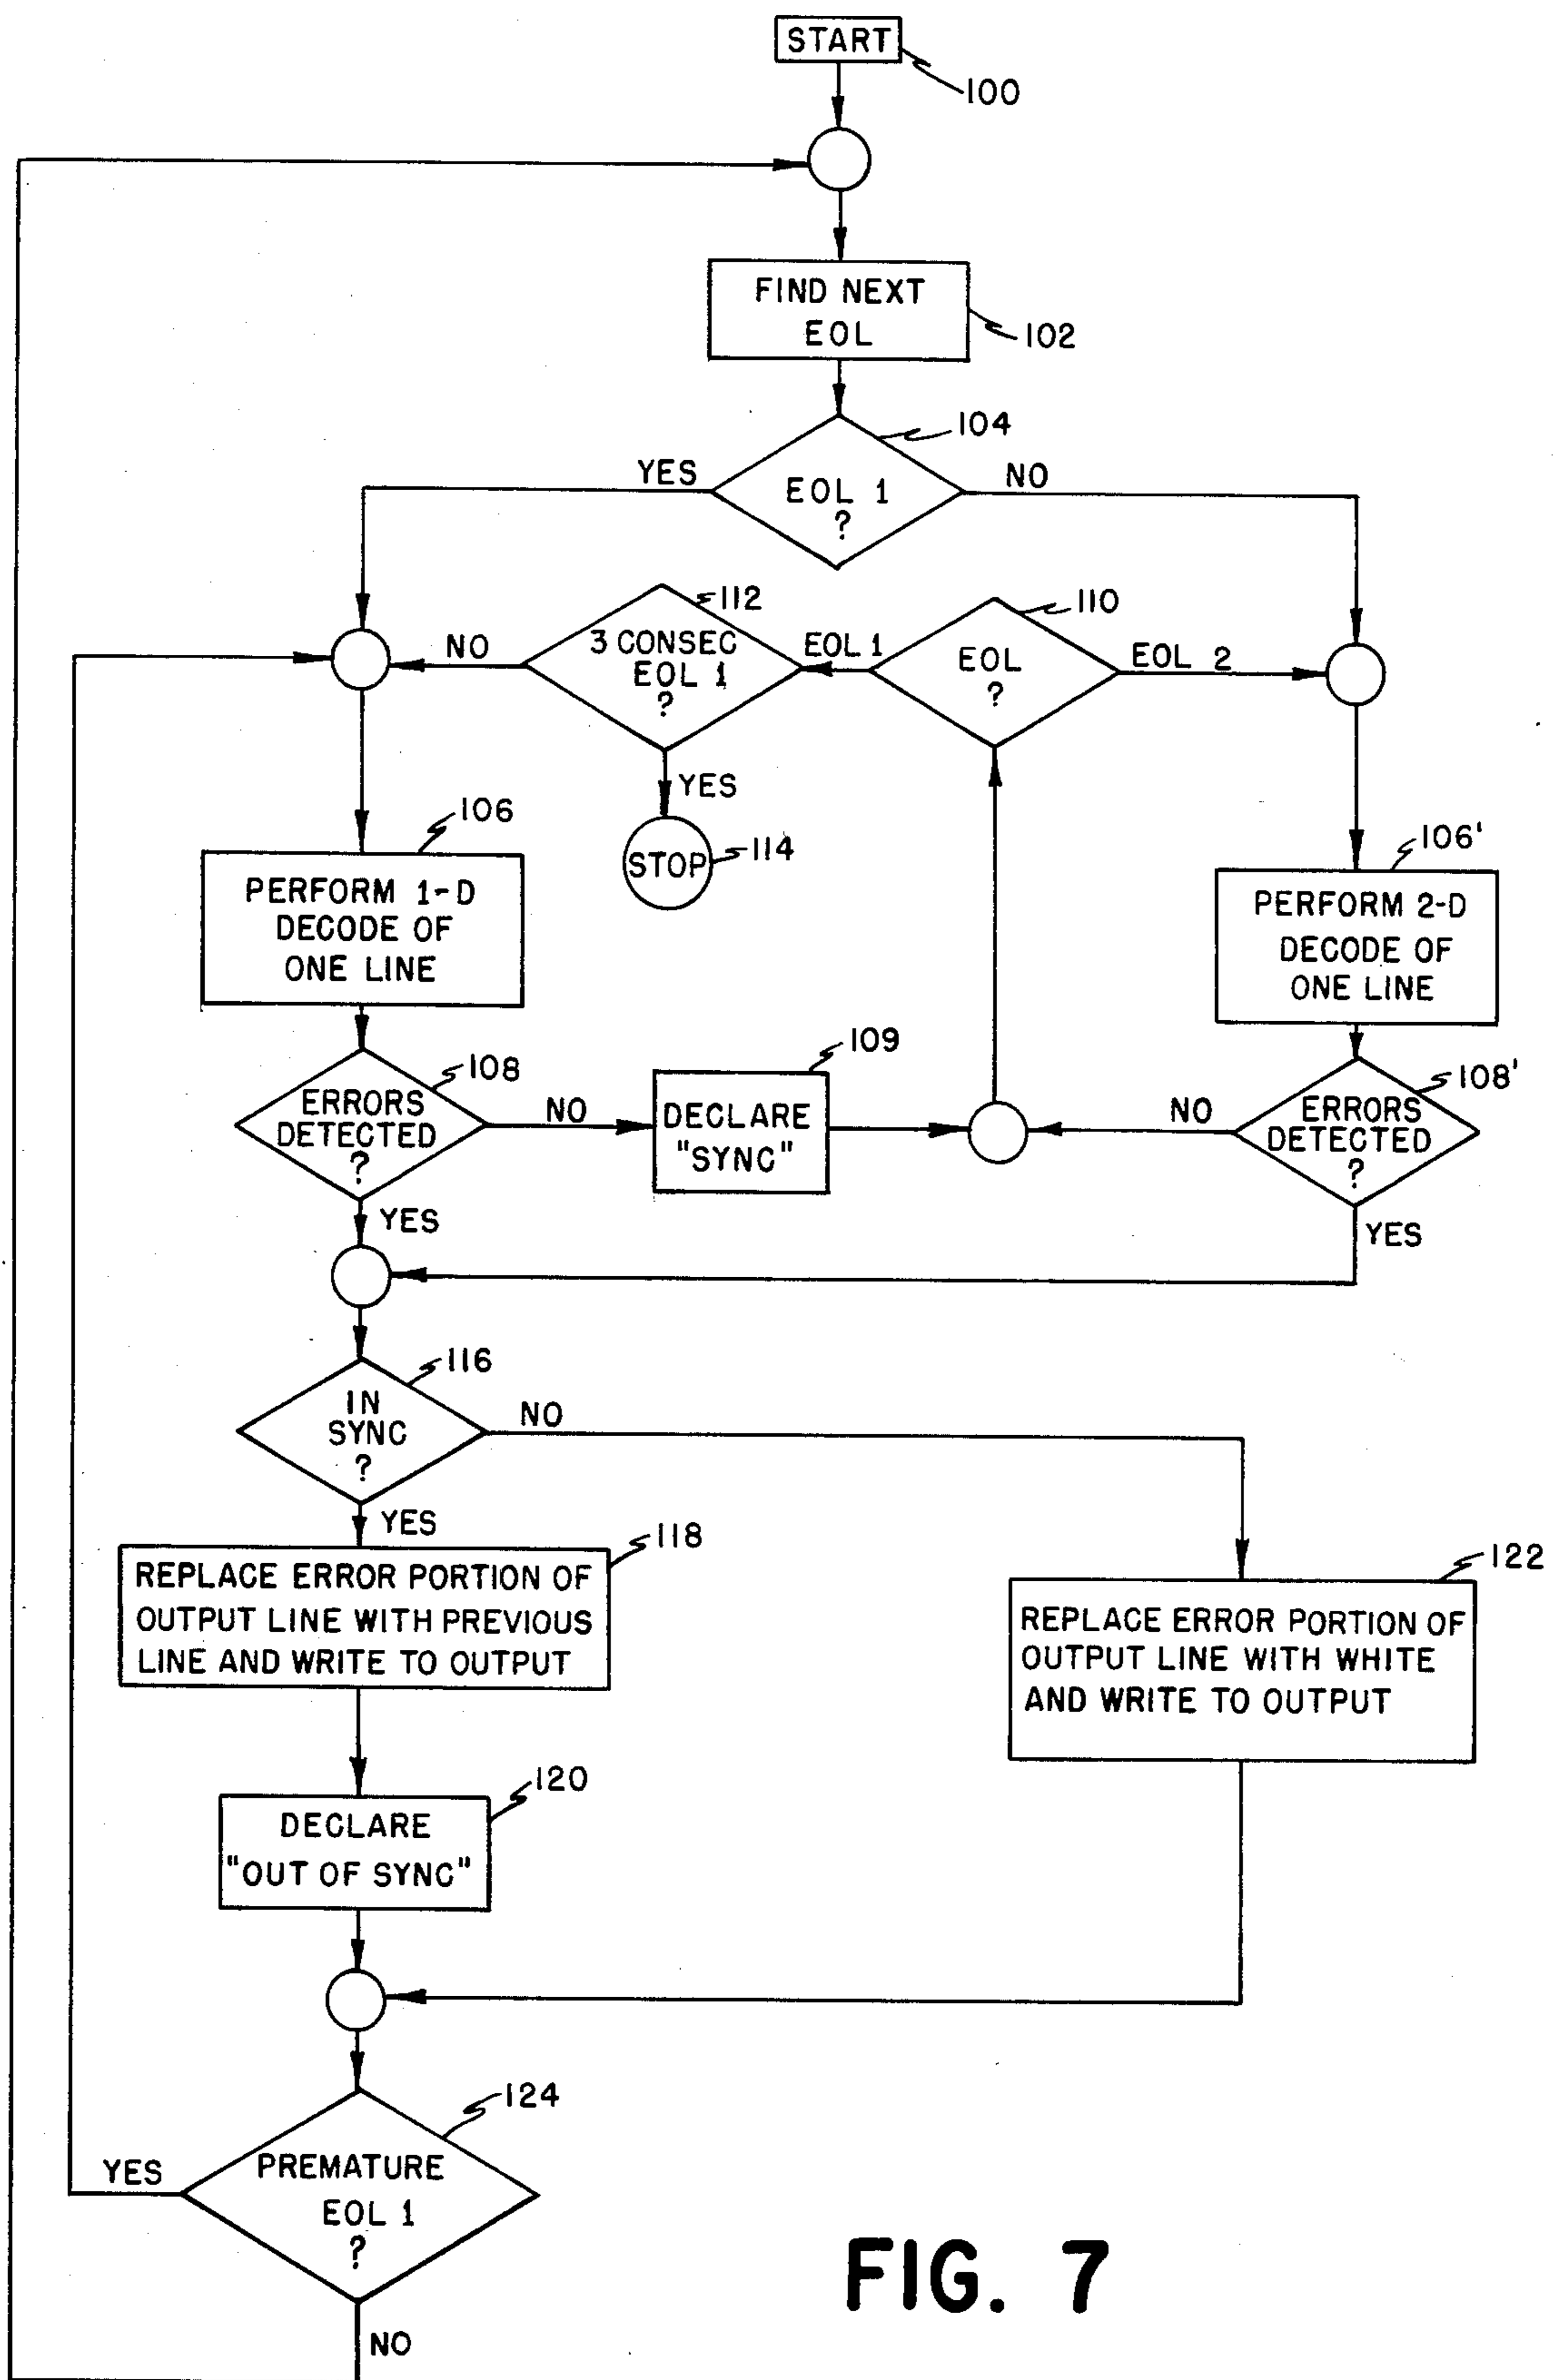 START
100
FIND NEXT
EOL
102
104
YES
EOL 1
?
NO
112
110
NO
3 CONSEC
EOL 1
?
EOL 1
EOL
?
EOL 2
YES
106
STOP
114
106'
PERFORM 1-D
DECODE OF
ONE LINE
PERFORM 2-D
DECODE OF
ONE LINE
108
109
108'
ERRORS
DETECTED
?
NO
DECLARE
"SYNC"
NO
ERRORS
DETECTED
?
YES
YES
116
IN
SYNC
?
NO
YES
118
122
REPLACE ERROR PORTION OF
OUTPUT LINE WITH PREVIOUS
LINE AND WRITE TO OUTPUT
REPLACE ERROR PORTION OF
OUTPUT LINE WITH WHITE
AND WRITE TO OUTPUT
120
DECLARE
"OUT OF SYNC"
124
YES
PREMATURE
EOL 1
?
NO
FIG. 7